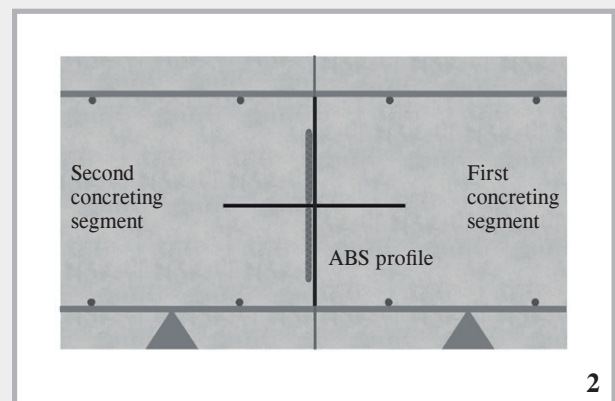 Second
concreting
segment
First
concreting
segment
ABS profile
2